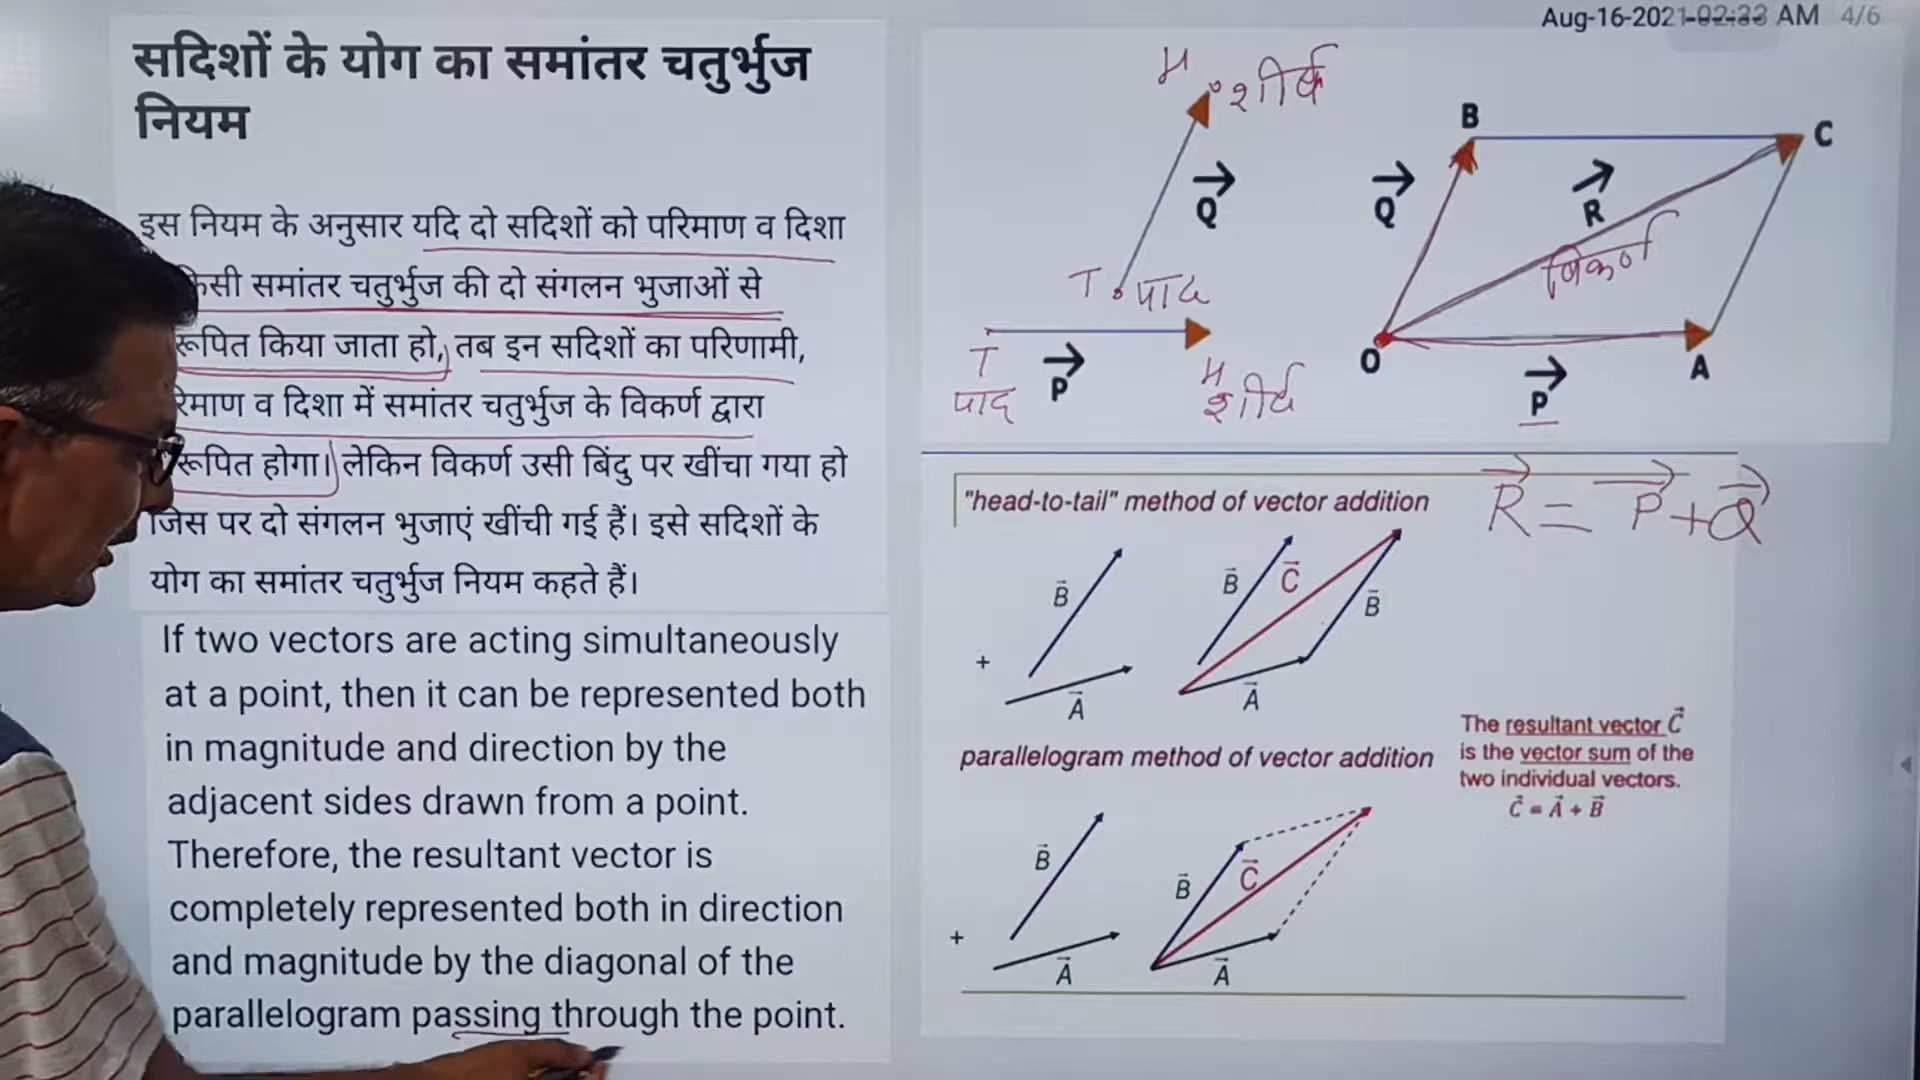 Aug-16-2021-02:33 AM 4/6
सदिशों के योग का समांतर चतुर्भुज
नियम
इस नियम के अनुसार यदि दो सदिशों को परिमाण व दिशा
किसी समांतर चतुर्भुज की दो संगलन भुजाओं से
रूपित किया जाता हो, तब इन सदिशों का परिणामी,
व दिशा में समांतर चतुर्भुज के विकर्ण द्वारा
रूपित होगा। लेकिन विकर्ण उसी बिंदु पर खींचा गया हो
जिस पर दो संगलन भुजाएं खींची गई हैं। इसे सदिशों के
योग का समांतर चतुर्भुज नियम कहते हैं।
If two vectors are acting simultaneously
at a point, then it can be represented both
in magnitude and direction by the
adjacent sides drawn from a point.
Therefore, the resultant vector is
completely represented both in direction
and magnitude by the diagonal of the
parallelogram passing through the point.
H
शीर्ष
Q
T पाद
T
पाद
P
H
शीर्ष
B
C
Q
R
विकर्ण
O
A
P
"head-to-tail" method of vector addition
R = P + Q
B
B
C
B
+
A
A
The resultant vector C
is the vector sum of the
two individual vectors.
C = A + B
parallelogram method of vector addition
B
B
C
+
A
A